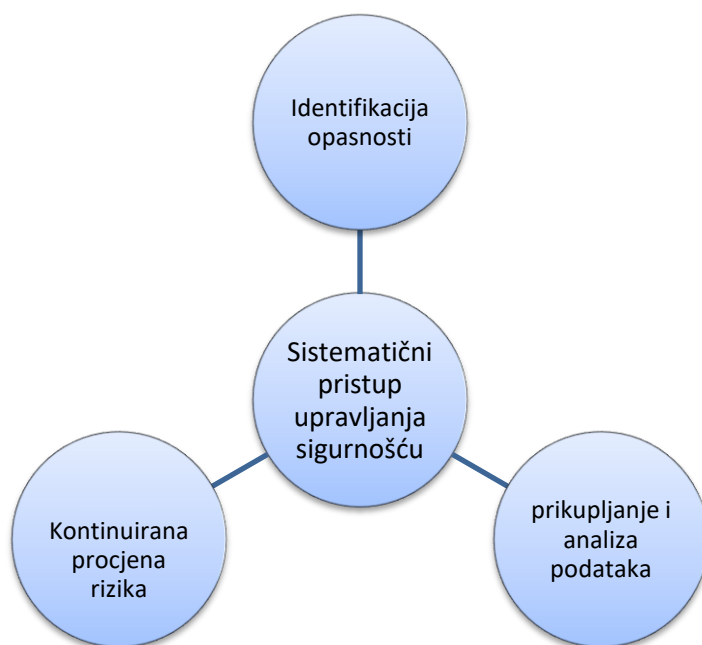 Identifikacija
opasnosti
Sistematični
pristup
upravljanja
sigurnošću
Kontinuirana
procjena
rizika
prikupljanje i
analiza
podataka